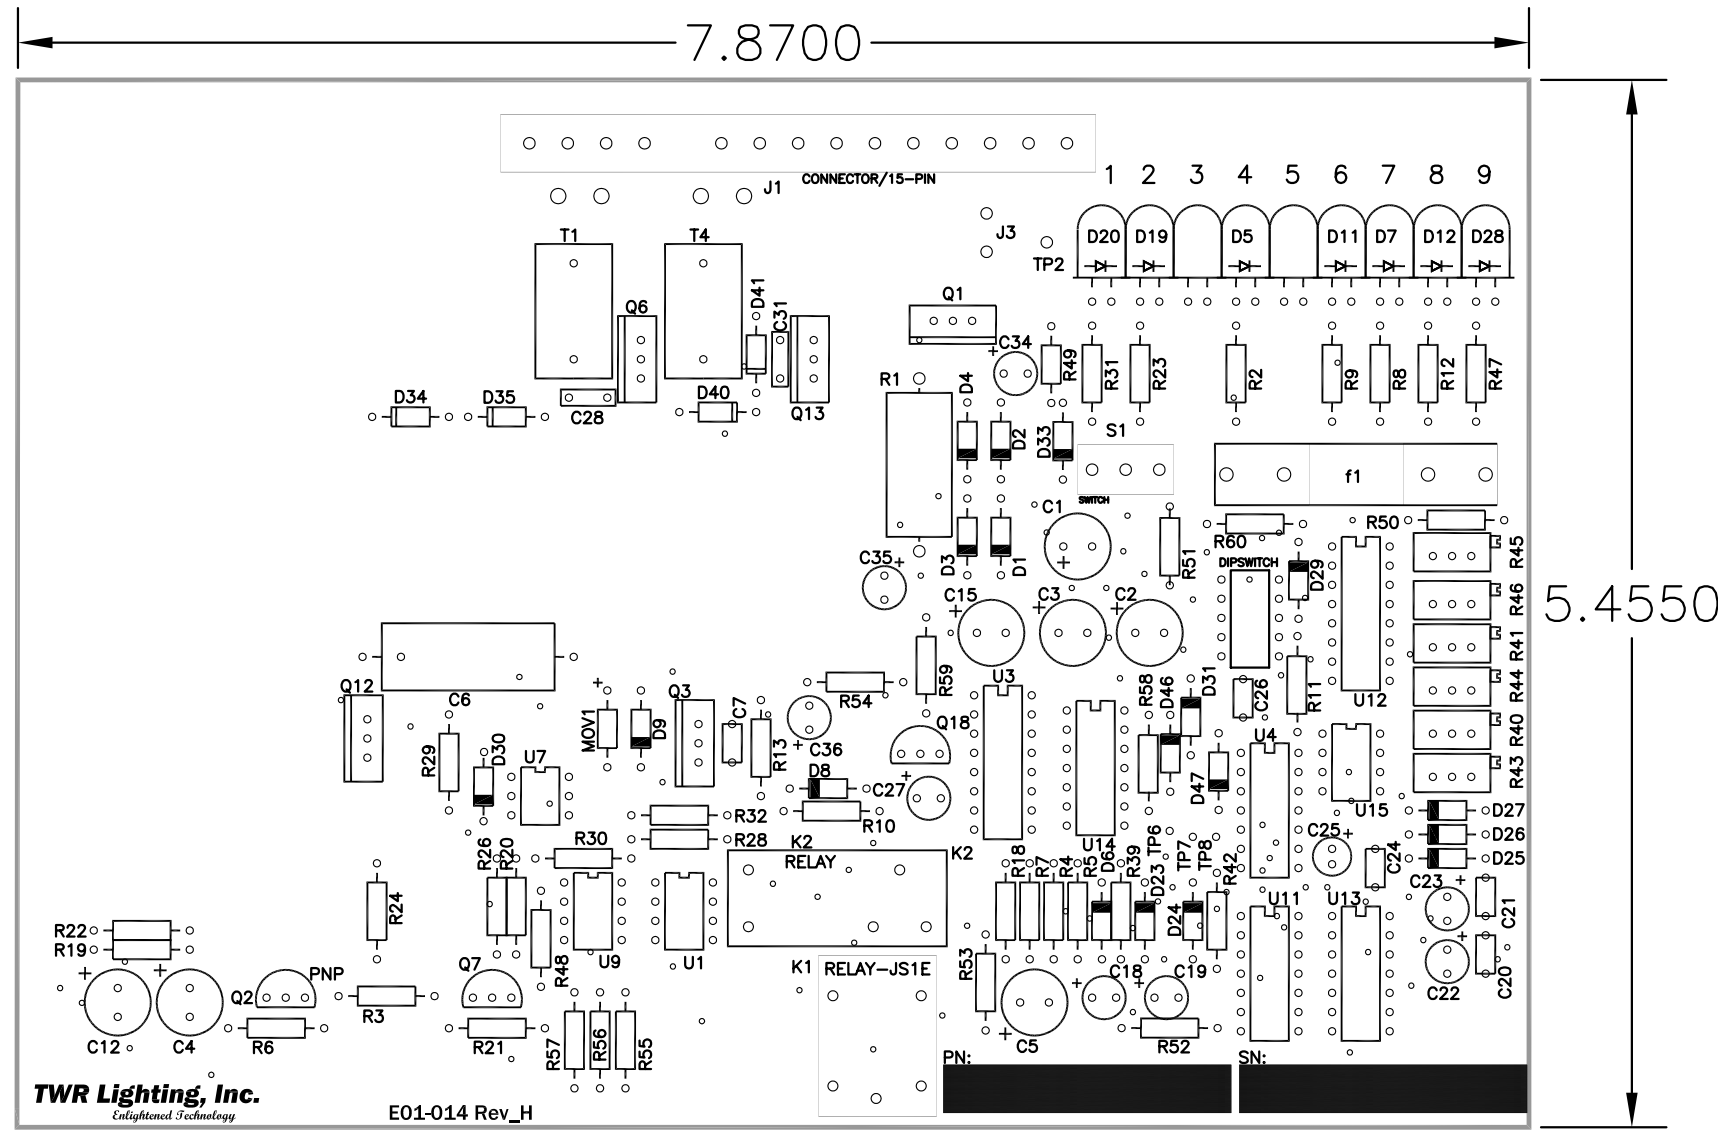 7.8700
CONNECTOR/15-PIN
J1
1 2 3 4 5 6 7 8 9
J3
TP2
D20 D19 D5 D11 D7 D12 D28
T1 T4
Q6
D41
C31
Q1
C34
R49
R31
R23
R2
R9
R8
R12
R47
D34 D35
C28
D40
Q13
R1
D4
D2
D33
S1
SWITCH
f1
C1
R51
R60
R50
R45
DIPSWITCH
D29
C35
D3
D1
C15 C3 C2
R46
5.4550
R41
R44
R40
R43
R59
R54
U3
R58
D46
D31
C26
R11
U12
Q12
C6
MOV1
D9
Q3
C7
R13
C36
Q18
R29
D30
U7
D8
C27
R10
U14
D47
U4
U15
D27
D26
D25
R32
R28
R26
R20
R30
K2
RELAY
K2
R18
R7
R4
R5
D6
R39
TP6
D23
TP7
TP8
R42
C25
C24
C23
C21
R24
R22
R19
R48
U9
U1
D24
U11
U13
R53
C18
C19
C22
C20
K1
RELAY-JS1E
PNP
Q2
Q7
R3
C12
C4
R6
R21
R57
R56
R55
C5
R52
PN:
SN:
TWR Lighting, Inc.
Enlightened Technology
E01-014 Rev_H